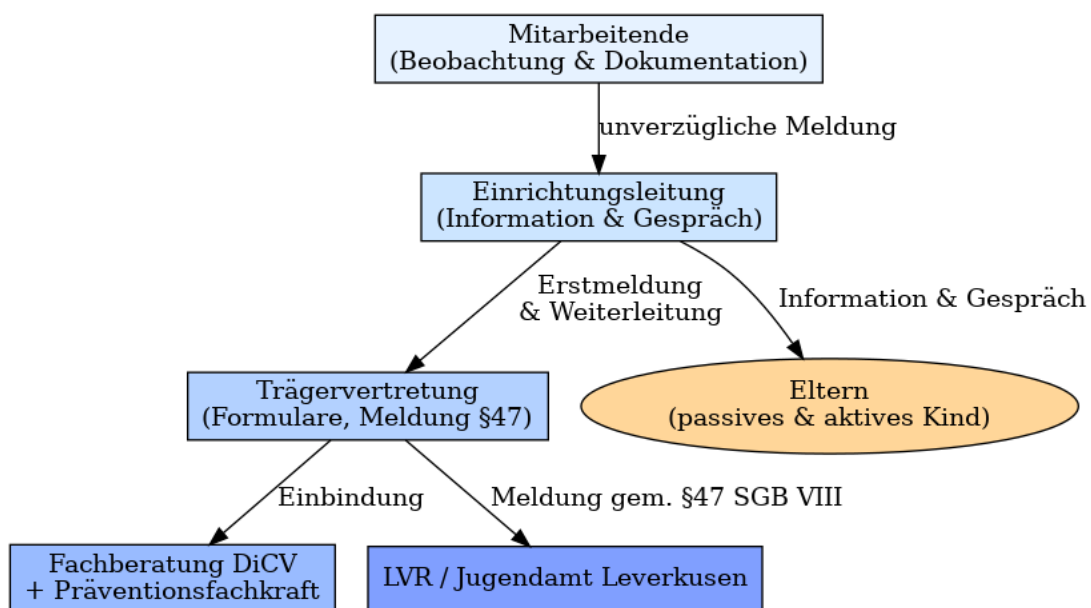 Mitarbeitende
(Beobachtung & Dokumentation)
unverzügliche Meldung
Einrichtungsleitung
(Information & Gespräch)
Erstmeldung
& Weiterleitung
Information & Gespräch
Trägervertretung
(Formulare, Meldung §47)
Eltern
(passives & aktives Kind)
Einbindung
Meldung gem. §47 SGB VIII
Fachberatung DiCV
+ Präventionsfachkraft
LVR / Jugendamt Leverkusen